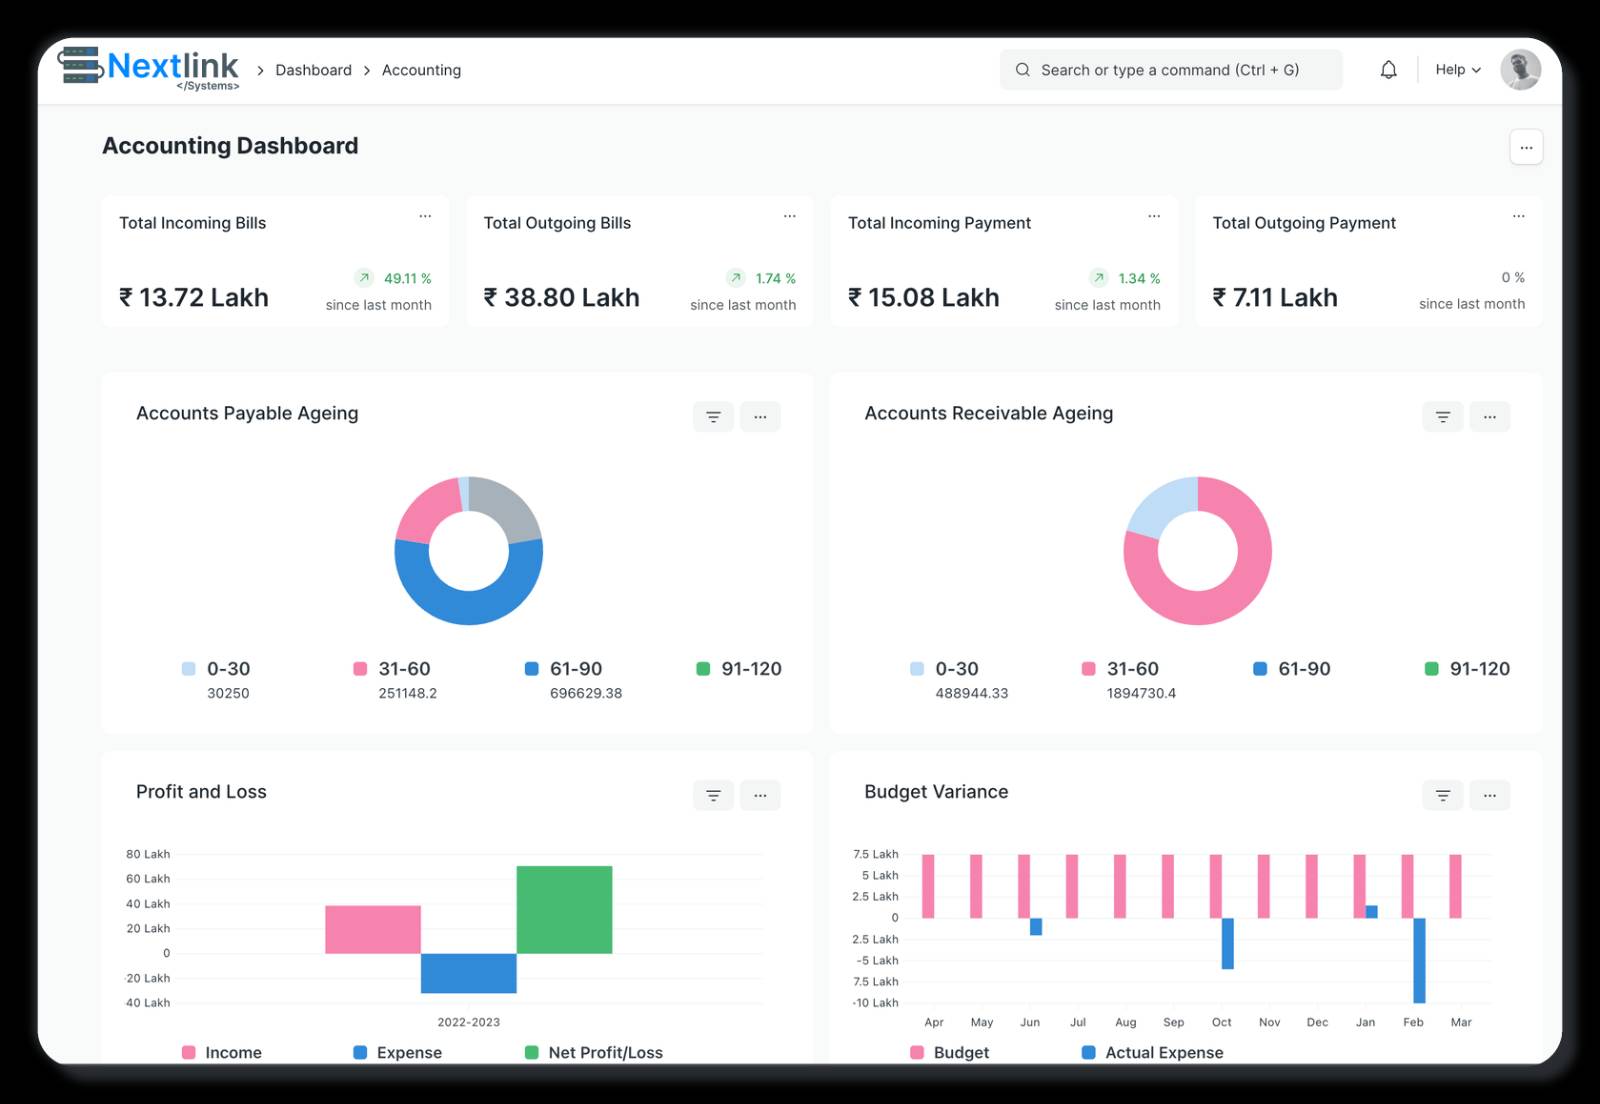 Nextlink
</Systems>
Dashboard
Accounting
Search or type a command (Ctrl + G)
Help
Accounting Dashboard
Total Incoming Bills
49.11 %
₹ 13.72 Lakh
since last month
Total Outgoing Bills
1.74 %
₹ 38.80 Lakh
since last month
Total Incoming Payment
1.34 %
₹ 15.08 Lakh
since last month
Total Outgoing Payment
0 %
₹ 7.11 Lakh
since last month
Accounts Payable Ageing
0-30
30250
31-60
251148.2
61-90
696629.38
91-120
Accounts Receivable Ageing
0-30
488944.33
31-60
1894730.4
61-90
91-120
Profit and Loss
80 Lakh
60 Lakh
40 Lakh
20 Lakh
0
-20 Lakh
40 Lakh
2022-2023
Income
Expense
Net Profit/Loss
Budget Variance
7.5 Lakh
5 Lakh
2.5 Lakh
0
2.5 Lakh
-5 Lakh
7.5 Lakh
-10 Lakh
Apr May Jun Jul Aug Sep Oct Nov Dec Jan Feb Mar
Budget
Actual Expense